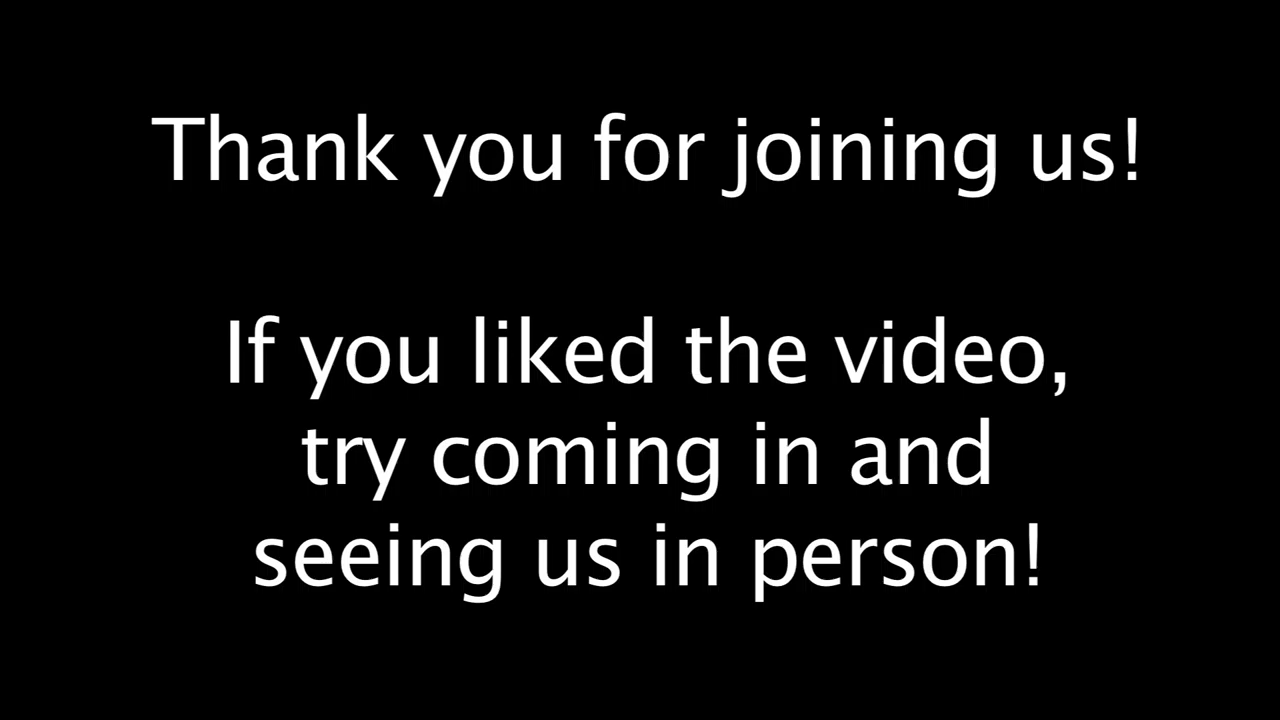 Thank you for joining us!
If you liked the video,
try coming in and
seeing us in person!